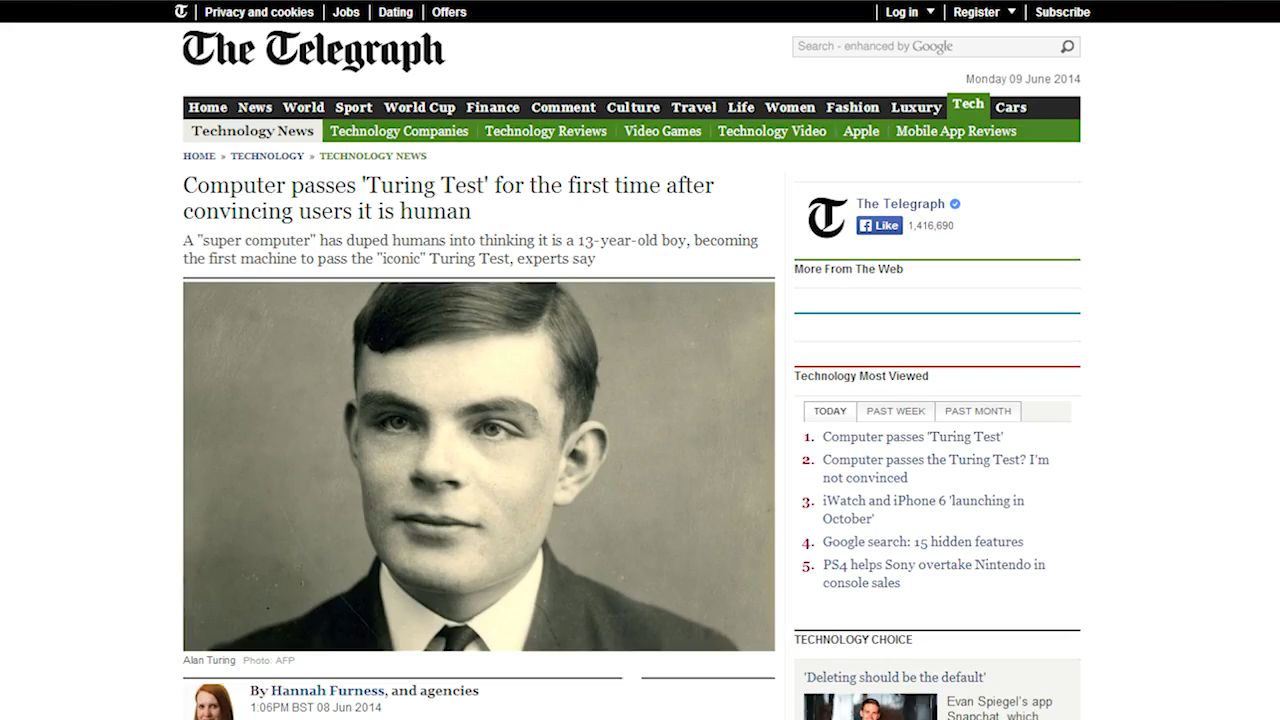 Privacy and cookies Jobs Dating Offers Log in Register Subscribe
The Telegraph
Search - enhanced by Google
Monday 09 June 2014
Home News World Sport World Cup Finance Comment Culture Travel Life Women Fashion Luxury Tech Cars
Technology News Technology Companies Technology Reviews Video Games Technology Video Apple Mobile App Reviews
HOME » TECHNOLOGY » TECHNOLOGY NEWS
Computer passes 'Turing Test' for the first time after
convincing users it is human
A "super computer" has duped humans into thinking it is a 13-year-old boy, becoming
the first machine to pass the "iconic" Turing Test, experts say
Alan Turing Photo: AFP
By Hannah Furness, and agencies
1:06PM BST 08 Jun 2014
The Telegraph
Like 1,416,690
More From The Web
Technology Most Viewed
TODAY PAST WEEK PAST MONTH
1. Computer passes 'Turing Test'
2. Computer passes the Turing Test? I'm
not convinced
3. iWatch and iPhone 6 'launching in
October'
4. Google search: 15 hidden features
5. PS4 helps Sony overtake Nintendo in
console sales
TECHNOLOGY CHOICE
'Deleting should be the default'
Evan Spiegel's app
Snapchat, which